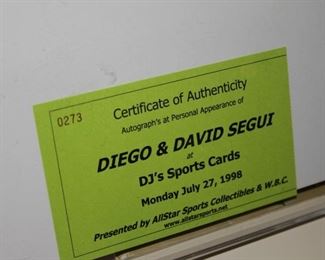 0273
Certificate of Authenticity
Autograph's at Personal Appearance of
DIEGO & DAVID SEGUI
at
DJ's Sports Cards
Monday July 27, 1998
Presented by AllStar Sports Collectibles & W.B.C.
www.allstarsports.net